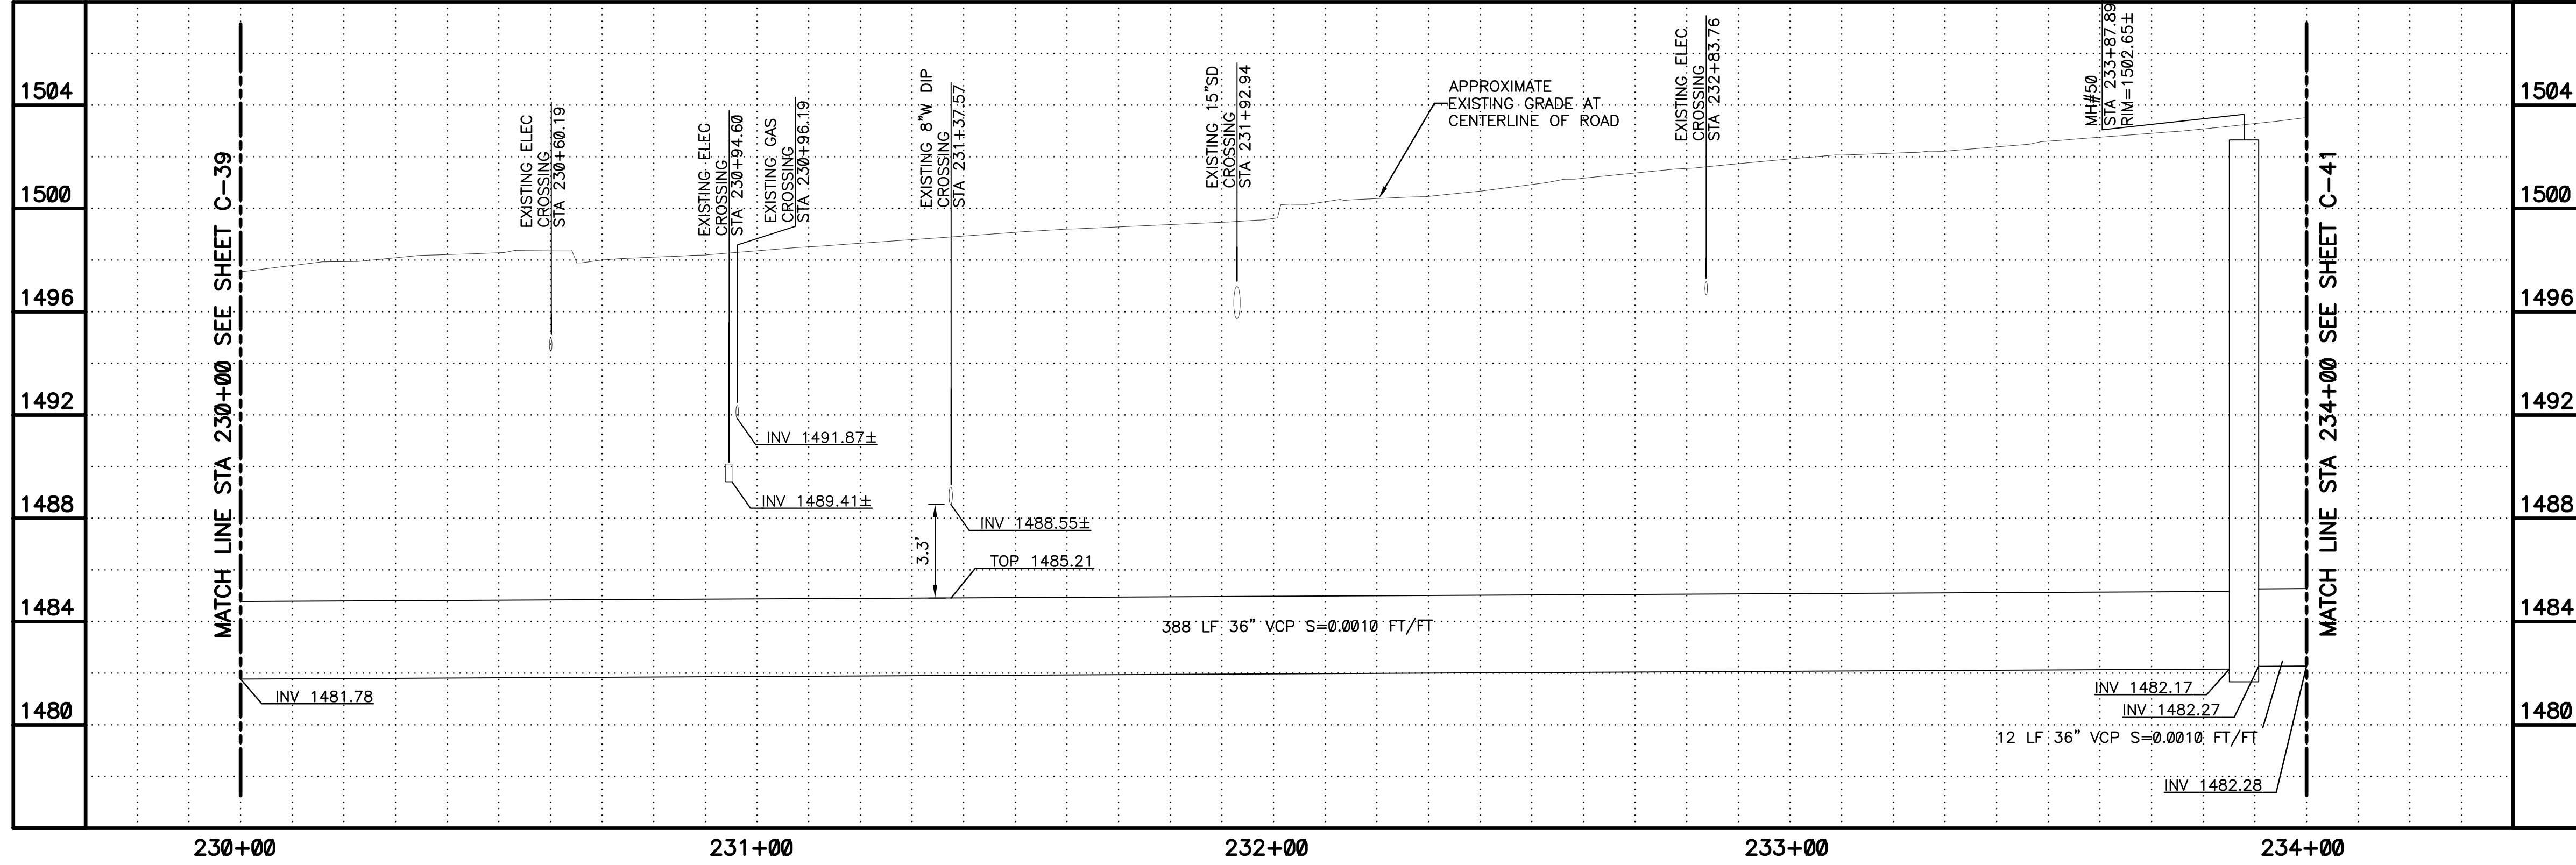 1504
1500
1496
1492
1488
1484
1480
MATCH LINE STA 230+00 SEE SHEET C-39
EXISTING ELEC
CROSSING
STA 230+60.19
EXISTING ELEC
CROSSING
STA 230+94.60
EXISTING GAS
CROSSING
STA 230+96.19
EXISTING 8"W DIP
CROSSING
STA 231+37.57
EXISTING 15"SD
CROSSING
STA 231+92.94
APPROXIMATE
EXISTING GRADE AT
CENTERLINE OF ROAD
EXISTING ELEC
CROSSING
STA 232+83.76
MH#50
STA 233+87.89
RIM=1502.65±
INV 1491.87±
INV 1489.41±
INV 1488.55±
3.3'
TOP 1485.21
388 LF 36" VCP S=0.0010 FT/FT
INV 1481.78
INV 1482.17
INV 1482.27
12 LF 36" VCP S=0.0010 FT/FT
INV 1482.28
MATCH LINE STA 234+00 SEE SHEET C-41
1504
1500
1496
1492
1488
1484
1480
230+00
231+00
232+00
233+00
234+00